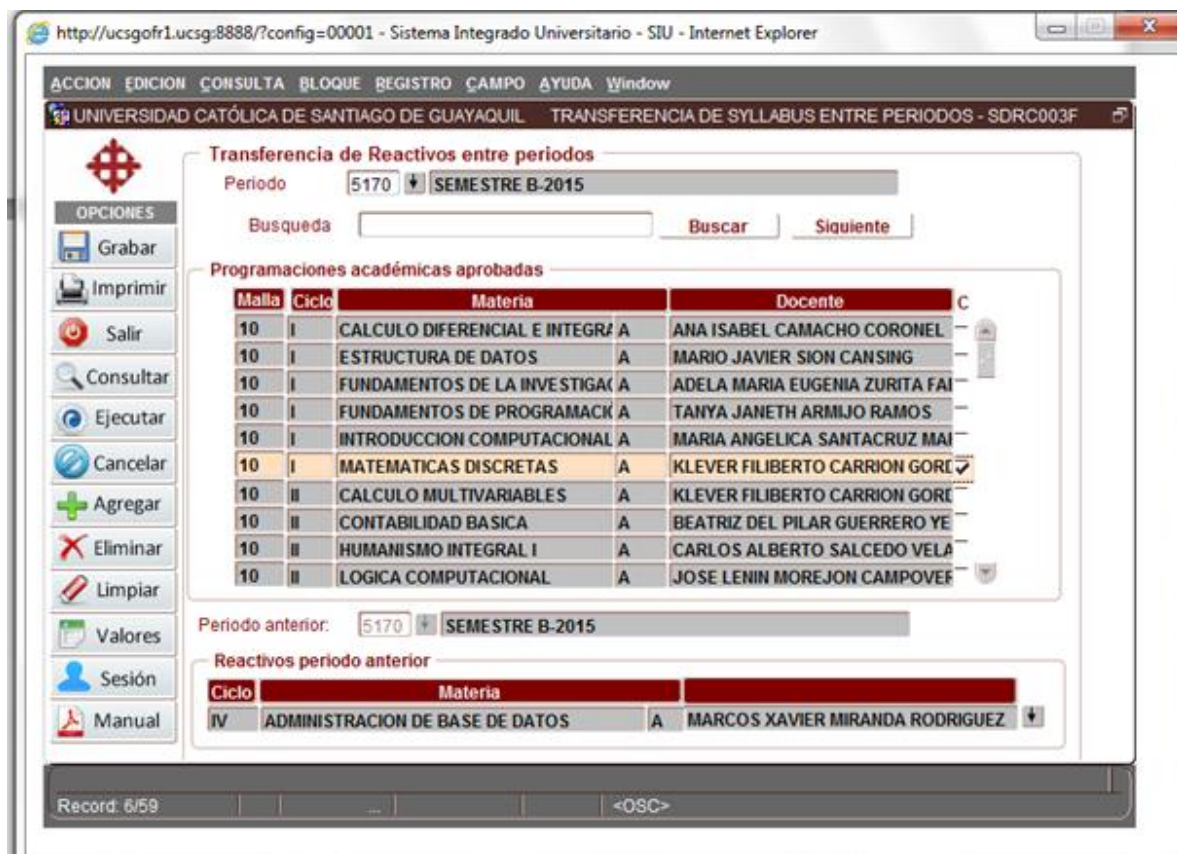 http://ucsgofr1.ucsg:8888/?config=00001 - Sistema Integrado Universitario - SIU - Internet Explorer
ACCION EDICION CONSULTA BLOQUE REGISTRO CAMPO AYUDA Window
UNIVERSIDAD CATÓLICA DE SANTIAGO DE GUAYAQUIL TRANSFERENCIA DE SYLLABUS ENTRE PERIODOS - SDRC003F
Transferencia de Reactivos entre periodos
Periodo 5170 SEMESTRE B-2015
OPCIONES
Busqueda Buscar Siguiente
Grabar
Imprimir
Salir
Consultar
Ejecutar
Cancelar
Agregar
Eliminar
Limpiar
Valores
Sesión
Manual
Programaciones académicas aprobadas
Malla Ciclo Materia Docente C
10 I CALCULO DIFERENCIAL E INTEGRA A ANA ISABEL CAMACHO CORONEL
10 I ESTRUCTURA DE DATOS A MARIO JAVIER SION CANSING
10 I FUNDAMENTOS DE LA INVESTIGAC A ADELA MARIA EUGENIA ZURITA FAI
10 I FUNDAMENTOS DE PROGRAMACIÓ A TANYA JANETH ARMIJO RAMOS
10 I INTRODUCCION COMPUTACIONAL A MARIA ANGELICA SANTACRUZ MAI
10 I MATEMATICAS DISCRETAS A KLEVER FILIBERTO CARRION GORD
10 II CALCULO MULTIVARIABLES A KLEVER FILIBERTO CARRION GORD
10 II CONTABILIDAD BASICA A BEATRIZ DEL PILAR GUERRERO YE
10 II HUMANISMO INTEGRAL I A CARLOS ALBERTO SALCEDO VELA
10 II LOGICA COMPUTACIONAL A JOSE LENIN MOREJON CAMPOVER
Periodo anterior: 5170 SEMESTRE B-2015
Reactivos periodo anterior
Ciclo Materia
IV ADMINISTRACION DE BASE DE DATOS A MARCOS XAVIER MIRANDA RODRIGUEZ
Record: 6/59 ... <OSC>